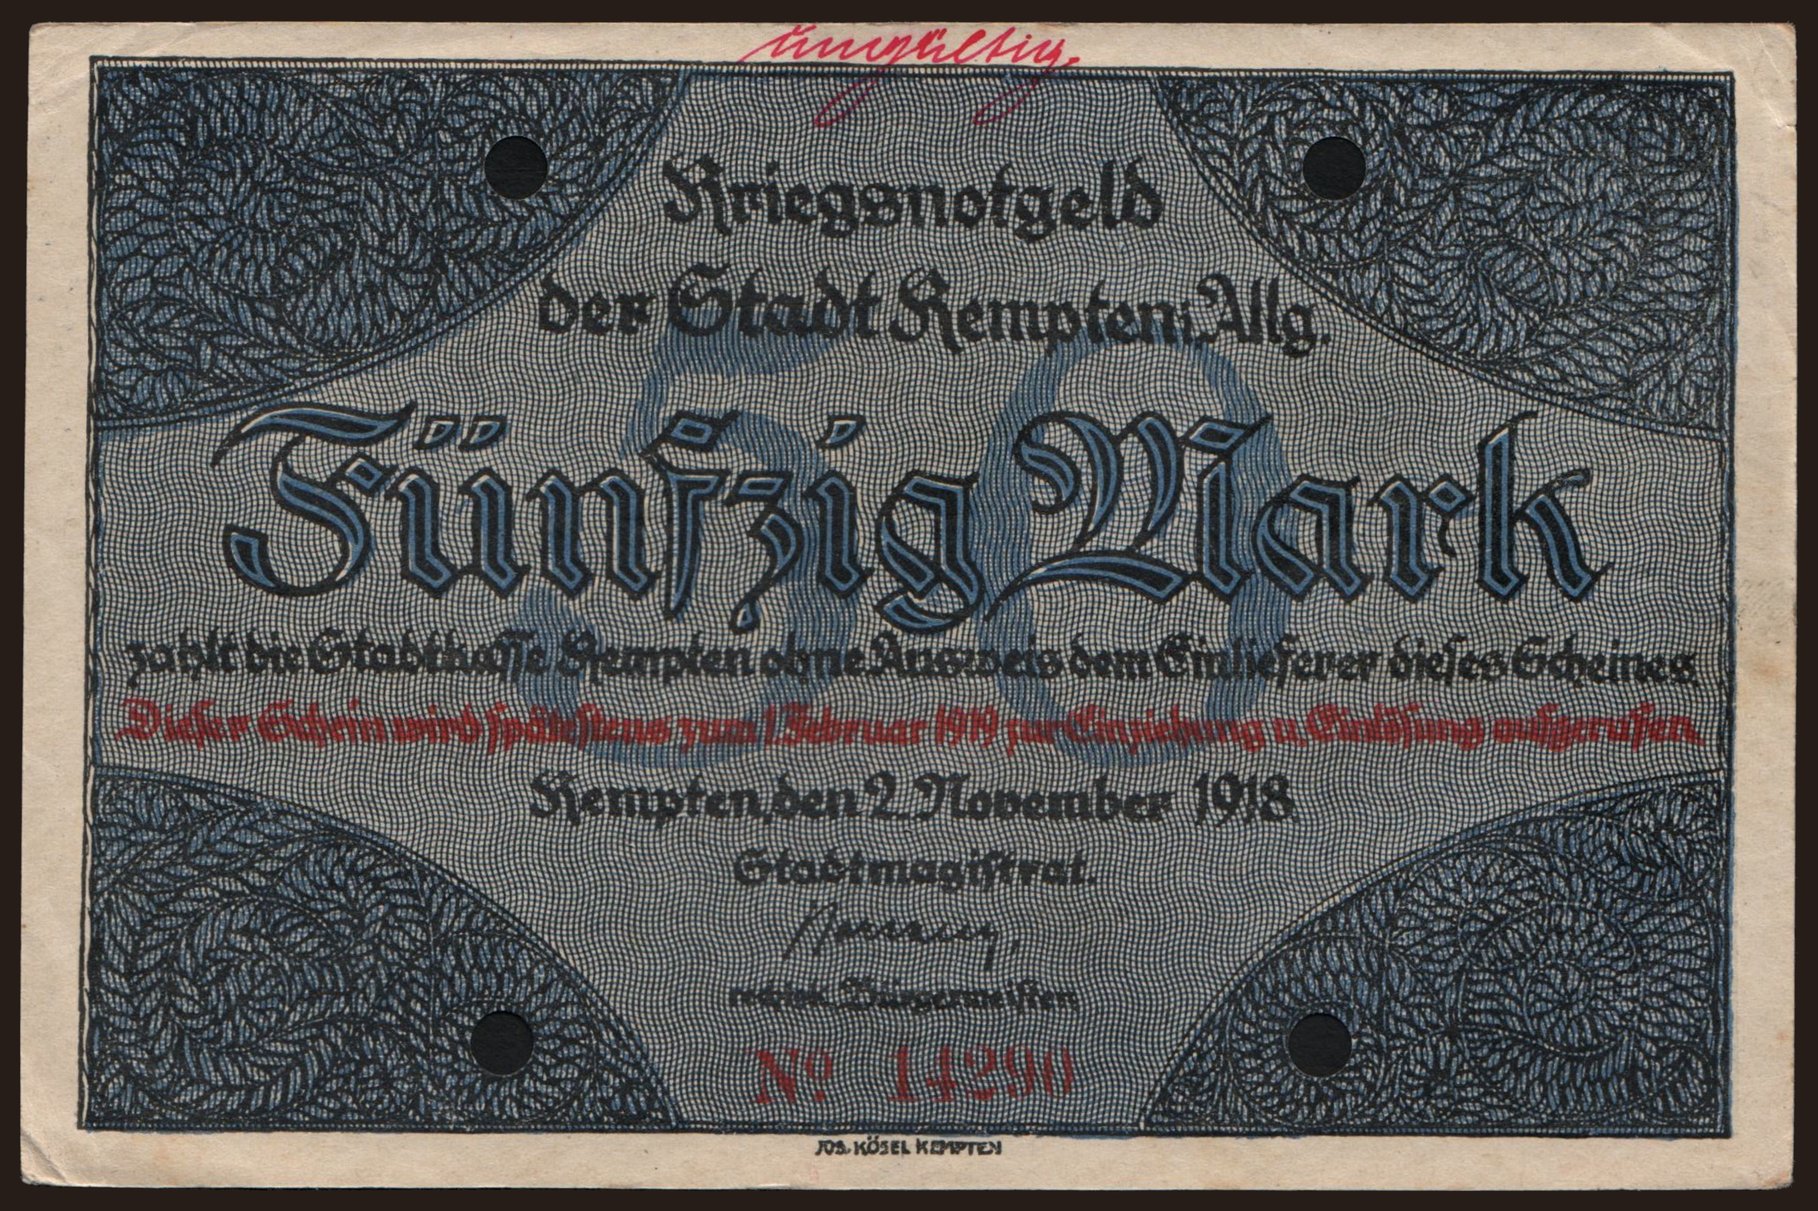 ungültig.
Kriegsnotgeld
der Stadt Kempten i. Allg.
Fünfzig Mark
zahlt die Stadtkasse Kempten ohne Ausweis dem Einlieferer dieses Scheines.
Dieser Schein wird spätestens zum 1. Februar 1919 zur Einziehung u. Einlösung aufgerufen.
Kempten, den 2. November 1918
Stadtmagistrat.
rechtsk. Bürgermeister
No 14290
JOS. KÖSEL KEMPTEN